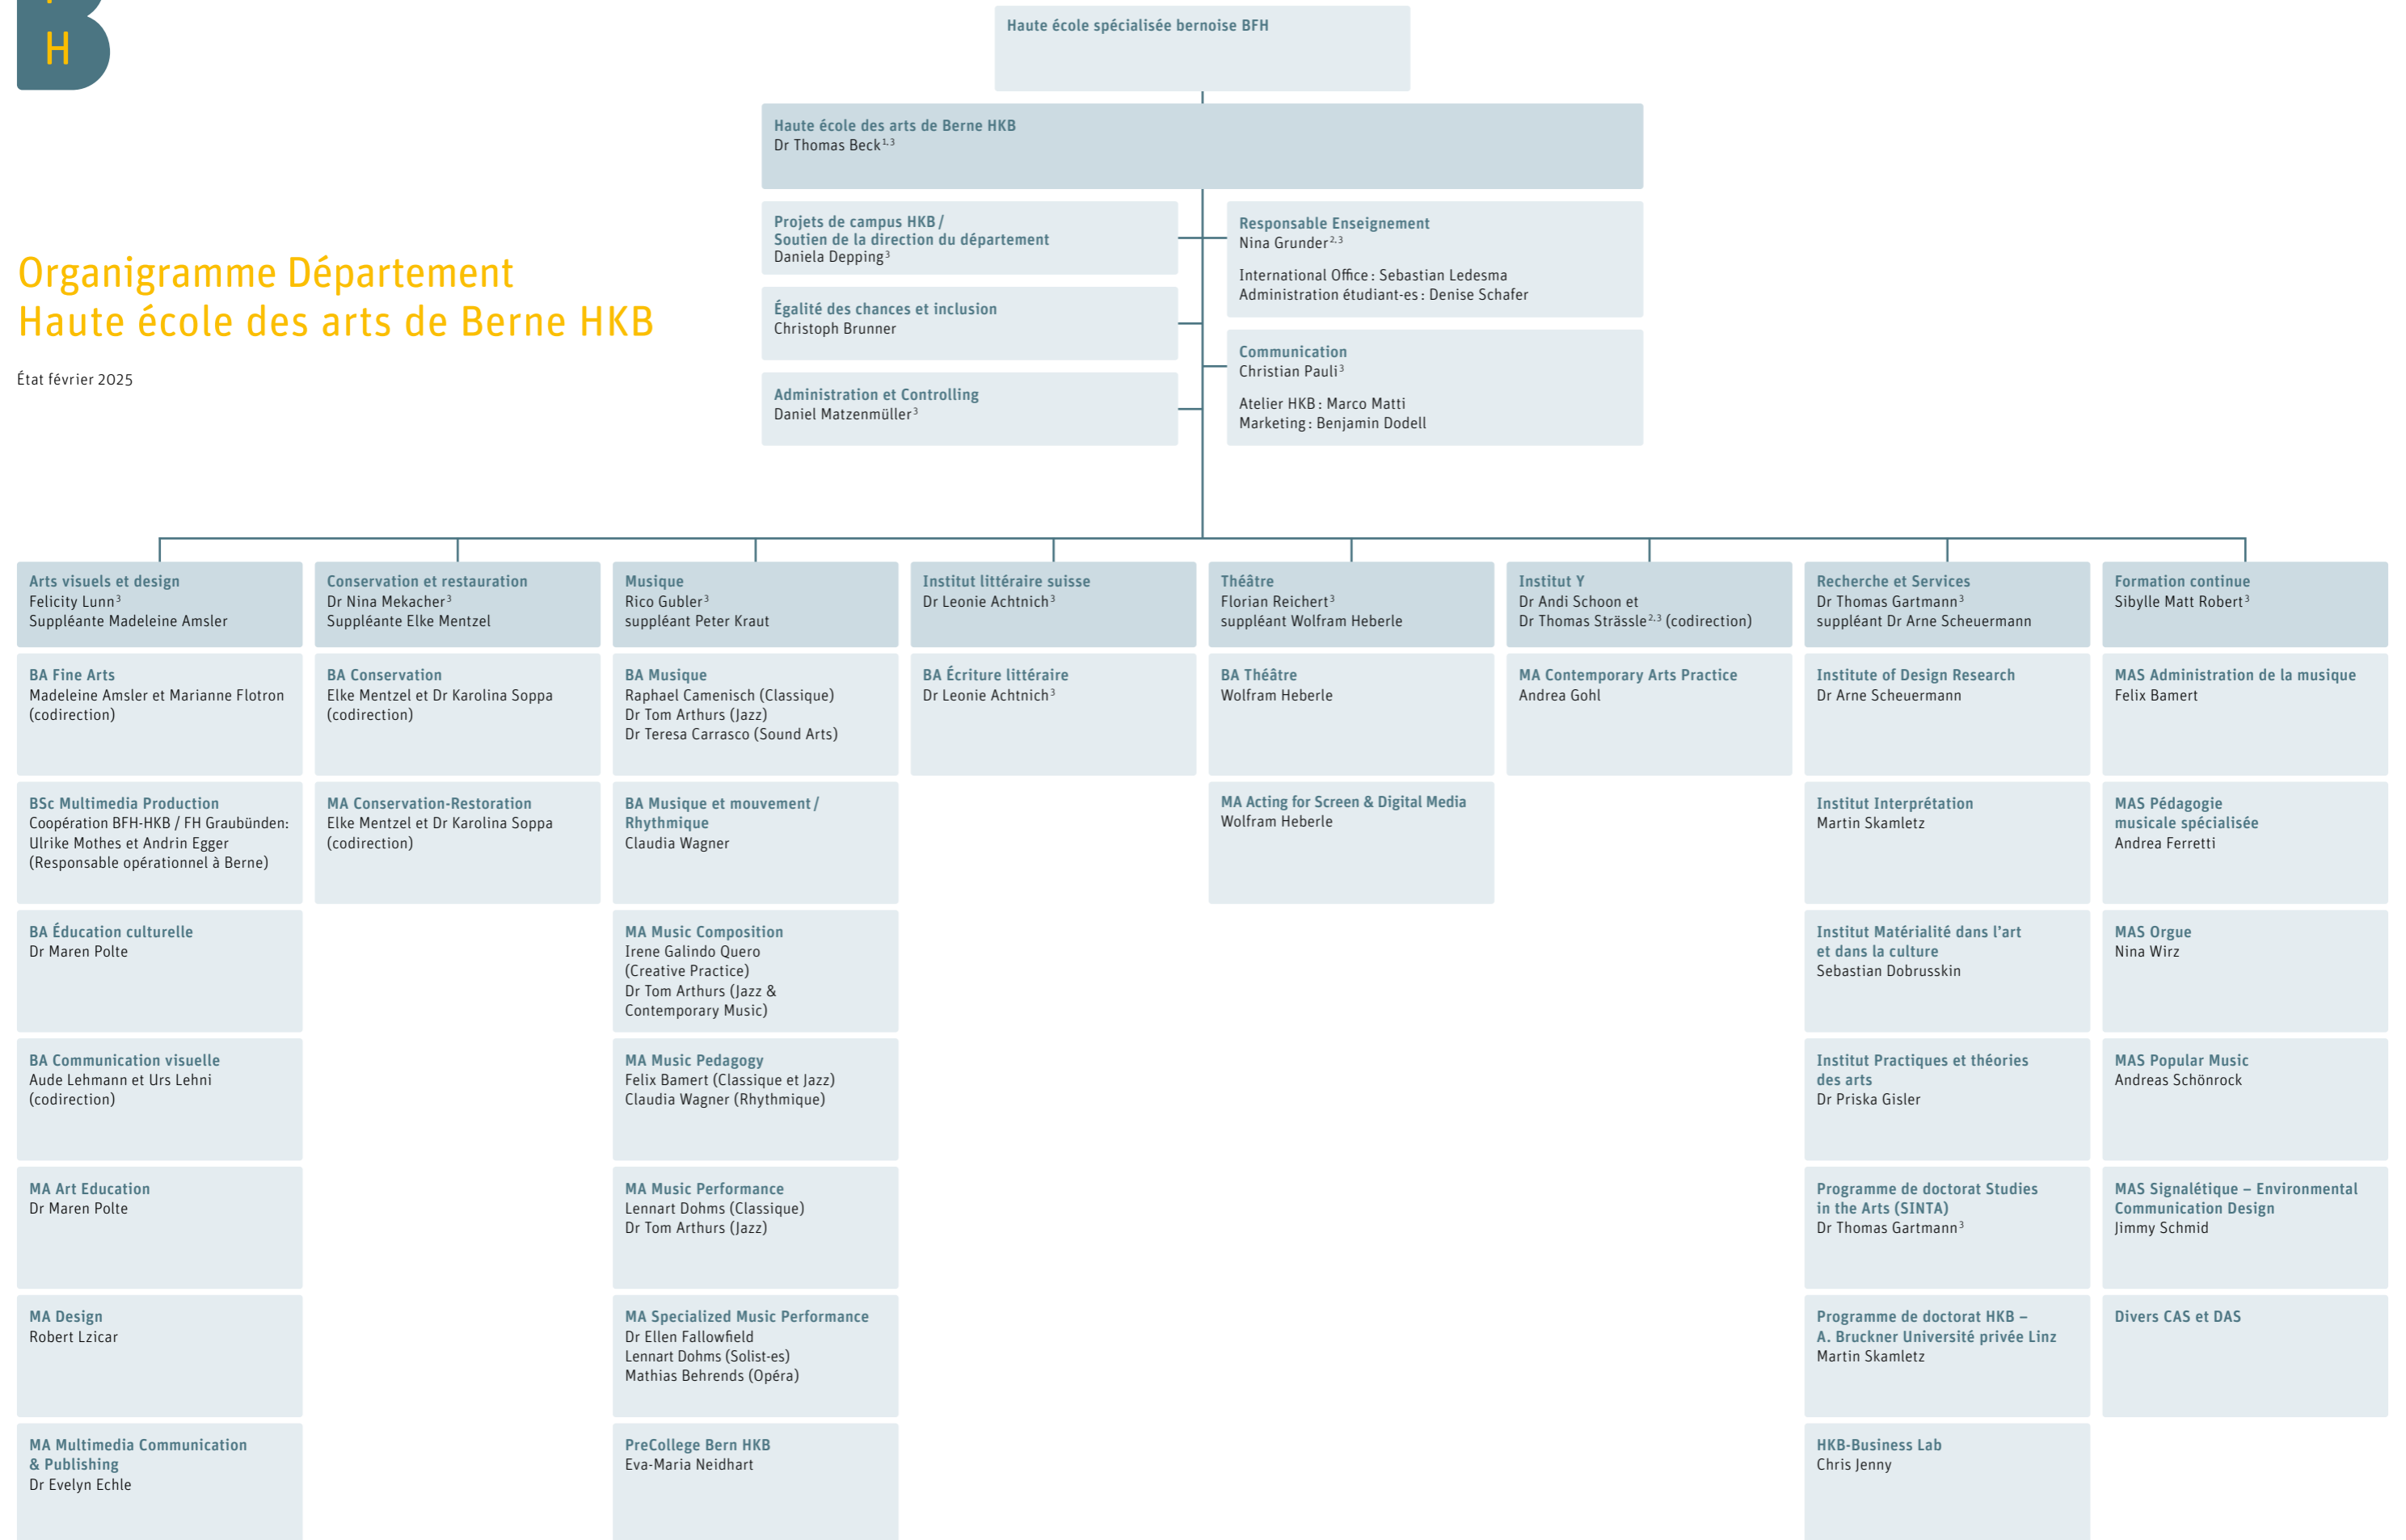 H
Haute école spécialisée bernoise BFH
Haute école des arts de Berne HKB
Dr Thomas Beck¹,³
Organigramme Département
Haute école des arts de Berne HKB
État février 2025
Projets de campus HKB /
Soutien de la direction du département
Daniela Depping³
Égalité des chances et inclusion
Christoph Brunner
Administration et Controlling
Daniel Matzenmüller³
Responsable Enseignement
Nina Grunder²,³
International Office : Sebastian Ledesma
Administration étudiant-es : Denise Schafer
Communication
Christian Pauli³
Atelier HKB : Marco Matti
Marketing : Benjamin Dodell
Arts visuels et design
Felicity Lunn³
Suppléante Madeleine Amsler
BA Fine Arts
Madeleine Amsler et Marianne Flotron
(codirection)
BSc Multimedia Production
Coopération BFH-HKB / FH Graubünden:
Ulrike Mothes et Andrin Egger
(Responsable opérationnel à Berne)
BA Éducation culturelle
Dr Maren Polte
BA Communication visuelle
Aude Lehmann et Urs Lehni
(codirection)
MA Art Education
Dr Maren Polte
MA Design
Robert Lzicar
MA Multimedia Communication
& Publishing
Dr Evelyn Echle
Conservation et restauration
Dr Nina Mekacher³
Suppléante Elke Mentzel
BA Conservation
Elke Mentzel et Dr Karolina Soppa
(codirection)
MA Conservation-Restoration
Elke Mentzel et Dr Karolina Soppa
(codirection)
Musique
Rico Gubler³
suppléant Peter Kraut
BA Musique
Raphael Camenisch (Classique)
Dr Tom Arthurs (Jazz)
Dr Teresa Carrasco (Sound Arts)
BA Musique et mouvement /
Rhythmique
Claudia Wagner
MA Music Composition
Irene Galindo Quero
(Creative Practice)
Dr Tom Arthurs (Jazz &
Contemporary Music)
MA Music Pedagogy
Felix Bamert (Classique et Jazz)
Claudia Wagner (Rhythmique)
MA Music Performance
Lennart Dohms (Classique)
Dr Tom Arthurs (Jazz)
MA Specialized Music Performance
Dr Ellen Fallowfield
Lennart Dohms (Solist-es)
Mathias Behrends (Opéra)
PreCollege Bern HKB
Eva-Maria Neidhart
Institut littéraire suisse
Dr Leonie Achtnich³
BA Écriture littéraire
Dr Leonie Achtnich³
Théâtre
Florian Reichert³
suppléant Wolfram Heberle
BA Théâtre
Wolfram Heberle
MA Acting for Screen & Digital Media
Wolfram Heberle
Institut Y
Dr Andi Schoon et
Dr Thomas Strässle²,³ (codirection)
MA Contemporary Arts Practice
Andrea Gohl
Recherche et Services
Dr Thomas Gartmann³
suppléant Dr Arne Scheuermann
Institute of Design Research
Dr Arne Scheuermann
Institut Interprétation
Martin Skamletz
Institut Matérialité dans l’art
et dans la culture
Sebastian Dobrusskin
Institut Practiques et théories
des arts
Dr Priska Gisler
Programme de doctorat Studies
in the Arts (SINTA)
Dr Thomas Gartmann³
Programme de doctorat HKB –
A. Bruckner Université privée Linz
Martin Skamletz
HKB-Business Lab
Chris Jenny
Formation continue
Sibylle Matt Robert³
MAS Administration de la musique
Felix Bamert
MAS Pédagogie
musicale spécialisée
Andrea Ferretti
MAS Orgue
Nina Wirz
MAS Popular Music
Andreas Schönrock
MAS Signalétique – Environmental
Communication Design
Jimmy Schmid
Divers CAS et DAS